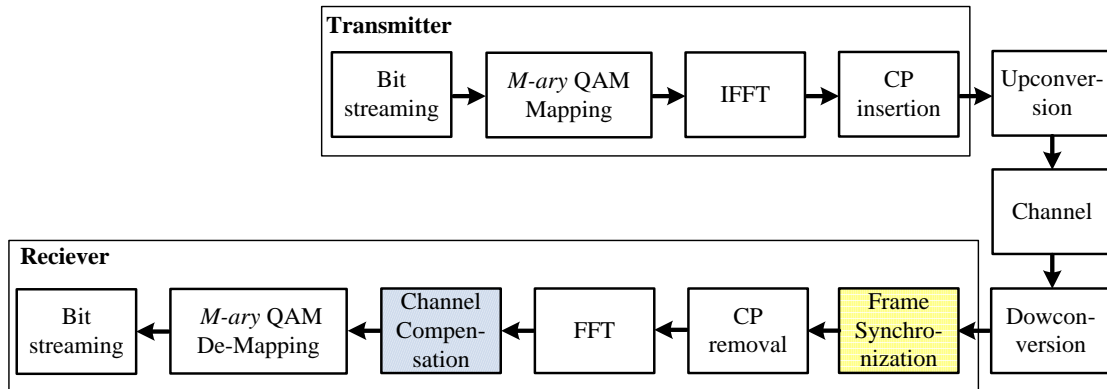 Transmitter
Bit
streaming
M-ary QAM
Mapping
IFFT
CP
insertion
Upconver-
sion
Channel
Reciever
Bit
streaming
M-ary QAM
De-Mapping
Channel
Compen-
sation
FFT
CP
removal
Frame
Synchro-
nization
Dowcon-
version